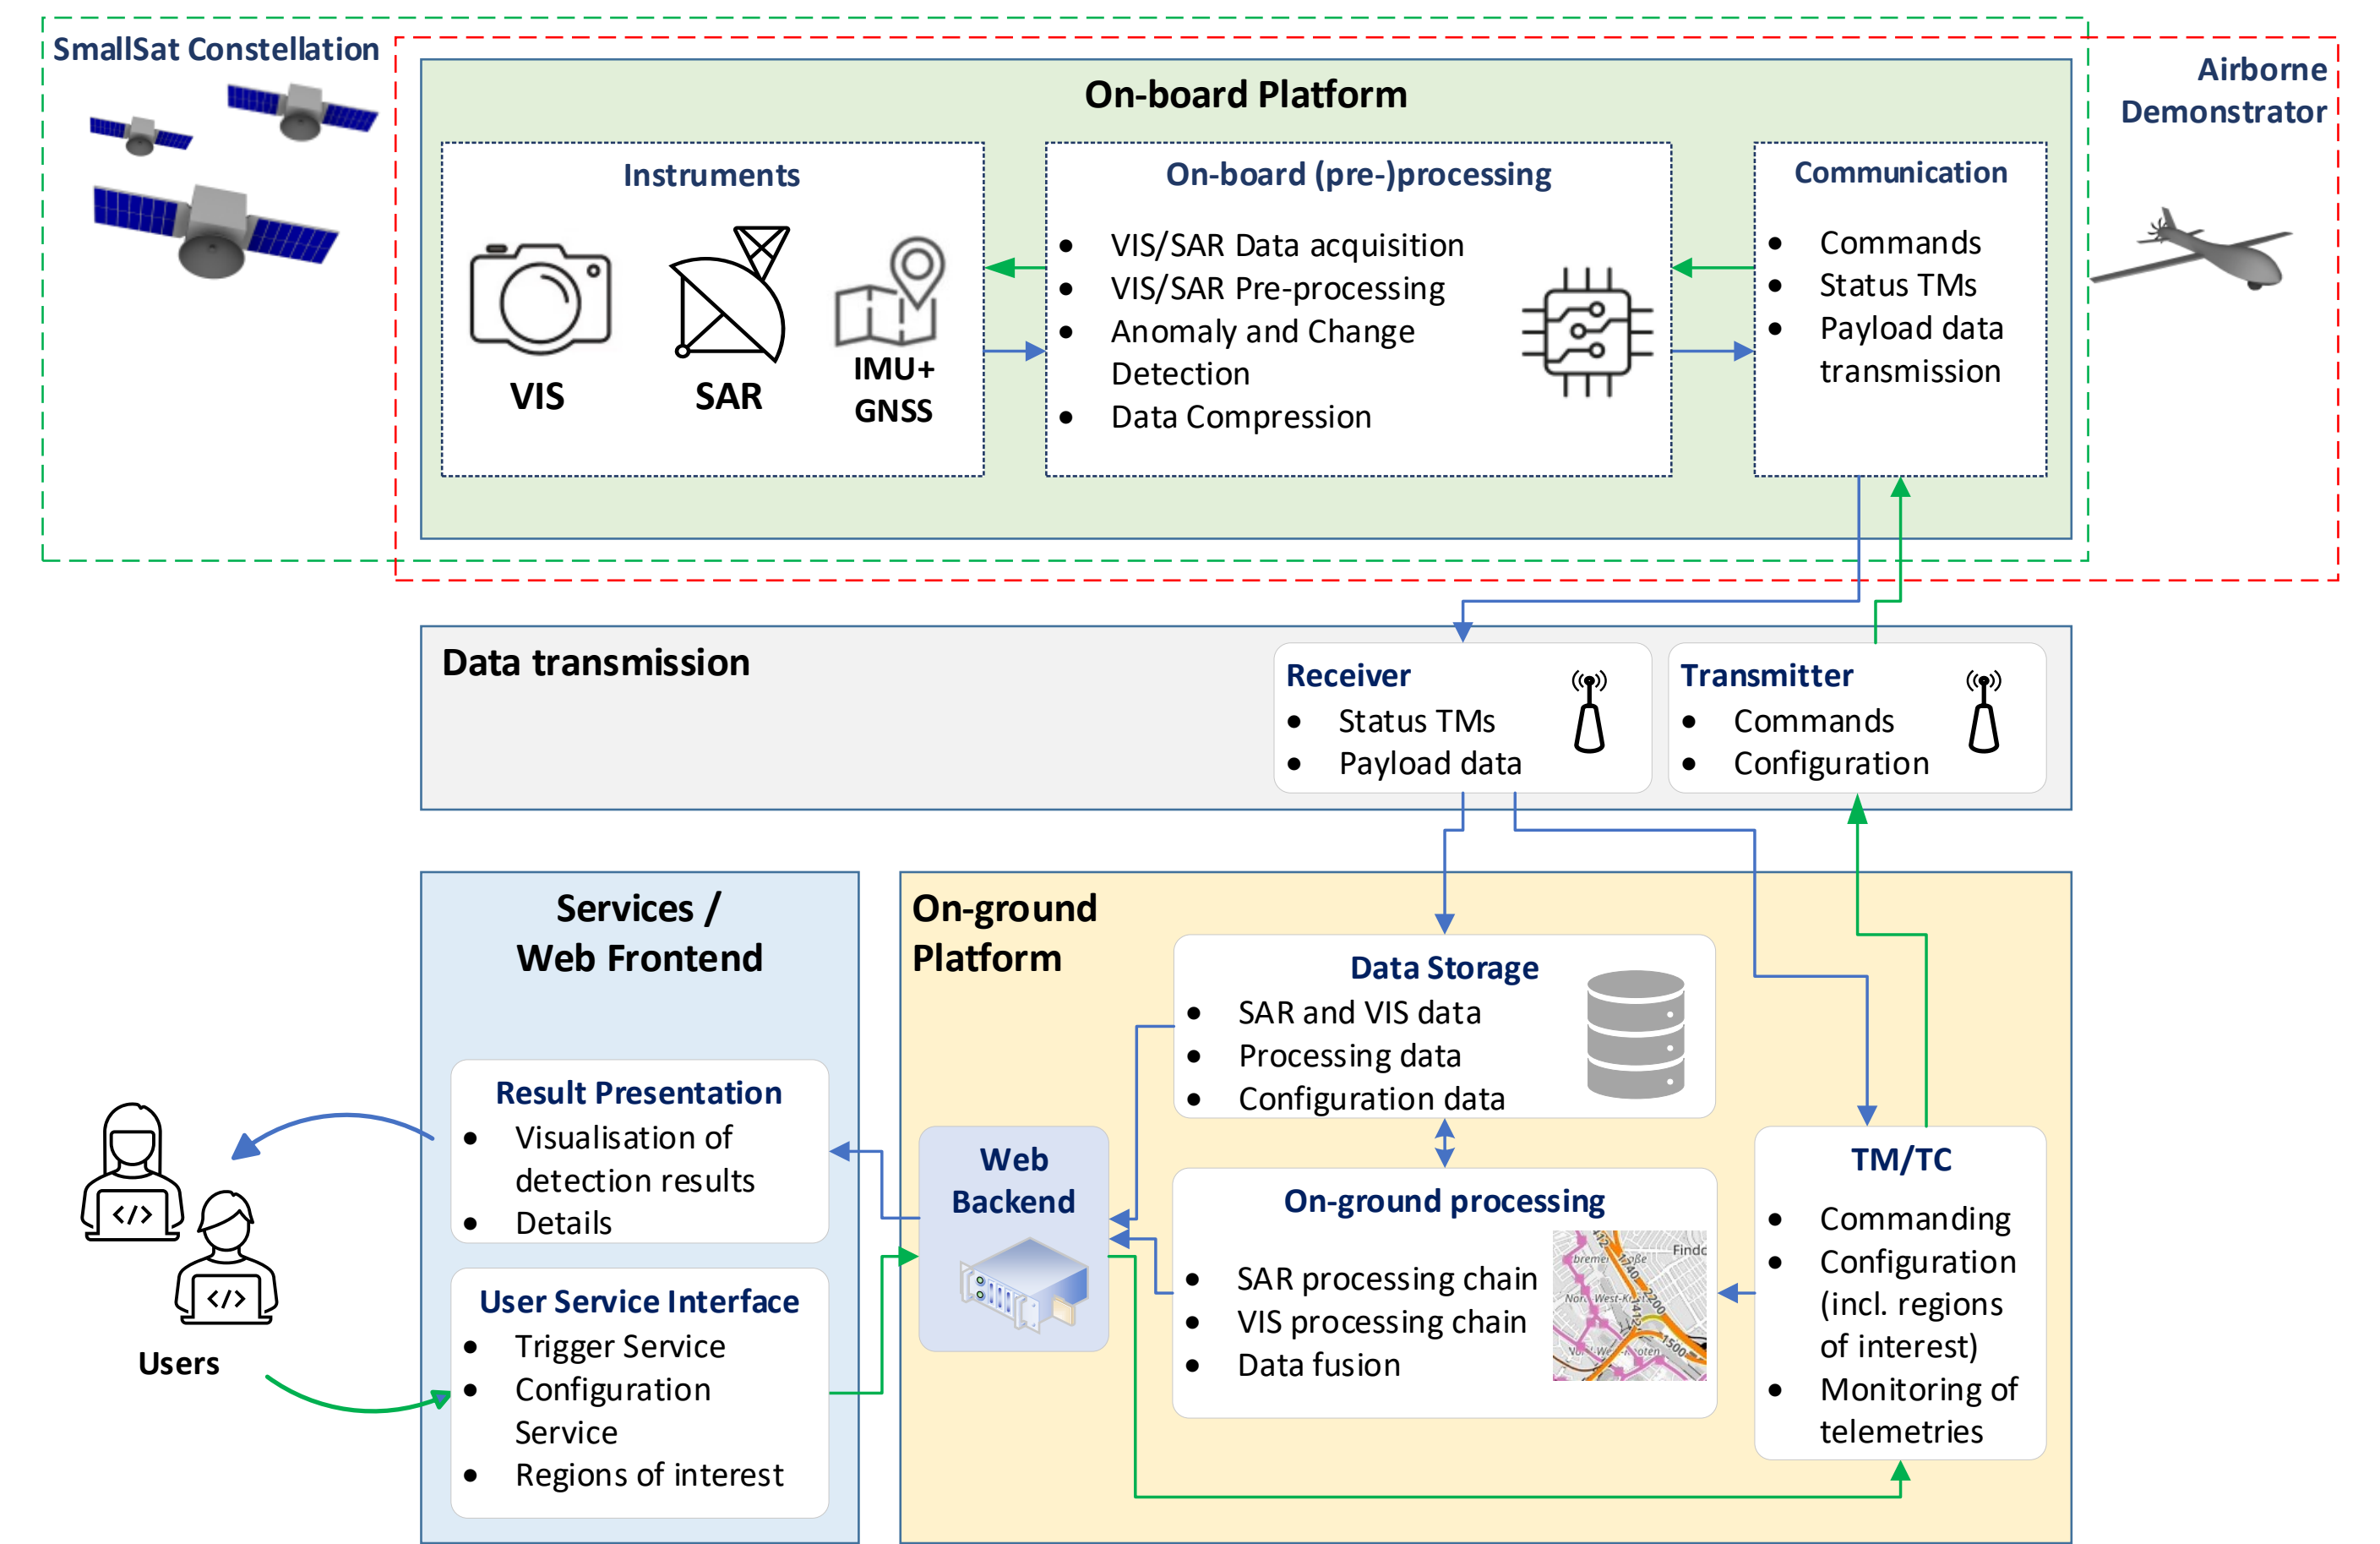 SmallSat Constellation
Airborne
Demonstrator
On-board Platform
Instruments
VIS
SAR
IMU+
GNSS
On-board (pre-)processing
• VIS/SAR Data acquisition
• VIS/SAR Pre-processing
• Anomaly and Change
Detection
• Data Compression
Communication
• Commands
• Status TMs
• Payload data
transmission
Data transmission
Receiver
• Status TMs
• Payload data
Transmitter
• Commands
• Configuration
Services /
Web Frontend
Result Presentation
• Visualisation of
detection results
• Details
User Service Interface
• Trigger Service
• Configuration
Service
• Regions of interest
Users
On-ground
Platform
Data Storage
• SAR and VIS data
• Processing data
• Configuration data
Web
Backend
On-ground processing
• SAR processing chain
• VIS processing chain
• Data fusion
Findo
1740
2200
1412
1500
TM/TC
• Commanding
• Configuration
(incl. regions
of interest)
• Monitoring of
telemetries